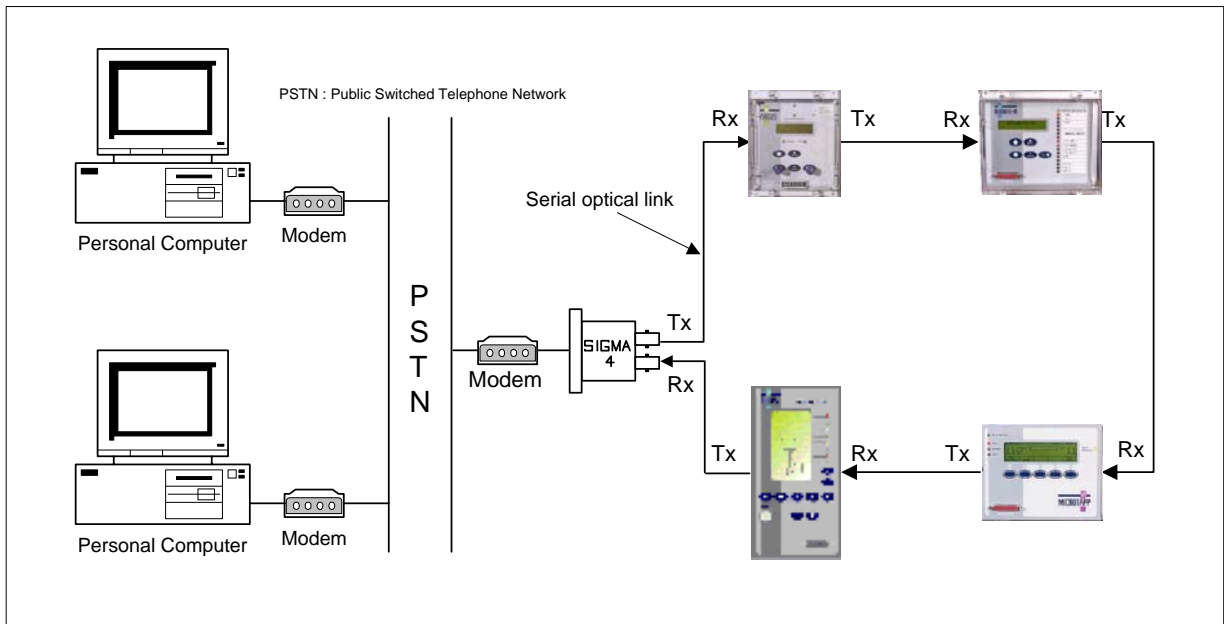 PSTN : Public Switched Telephone Network
Rx
Tx
Rx
Tx
Serial optical link
Personal Computer
Modem
P
S
T
N
Tx
SIGMA
4
Modem
Rx
Tx
Rx
Tx
Rx
MICROTAPP
Personal Computer
Modem